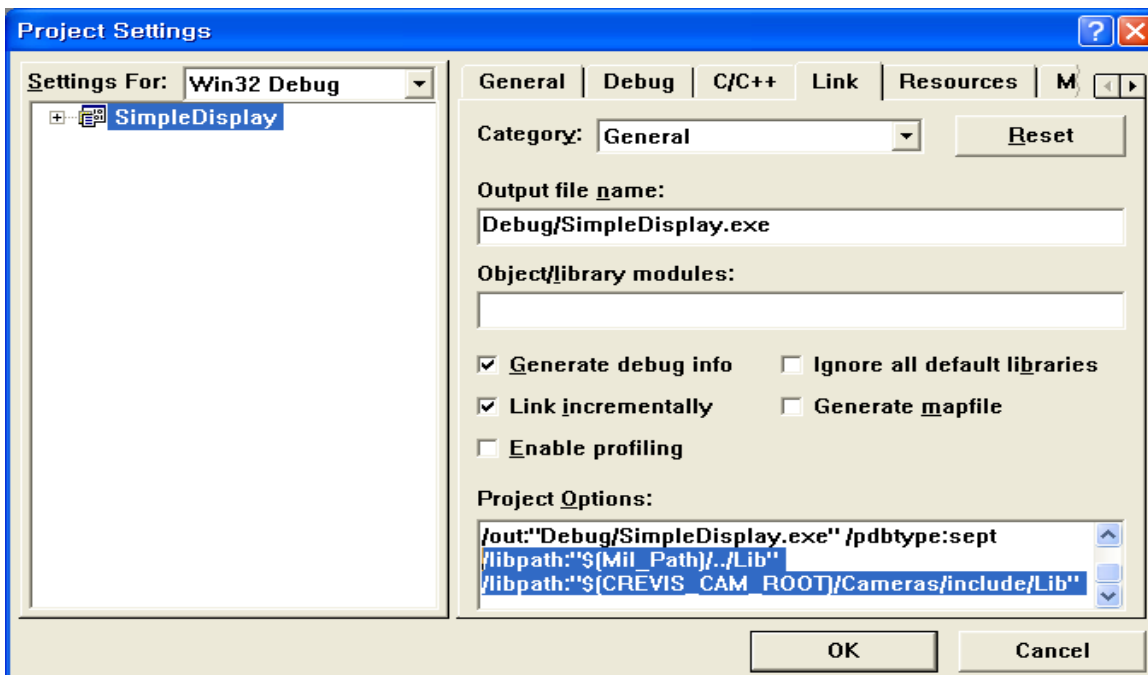 Project Settings
Settings For: Win32 Debug
SimpleDisplay
General Debug C/C++ Link Resources M
Category: General Reset
Output file name:
Debug/SimpleDisplay.exe
Object/library modules:
Generate debug info Ignore all default libraries
Link incrementally Generate mapfile
Enable profiling
Project Options:
/out:"Debug/SimpleDisplay.exe" /pdbtype:sept
/libpath:"$(Mil_Path)/../Lib"
/libpath:"$(CREVIS_CAM_ROOT)/Cameras/include/Lib"
OK Cancel